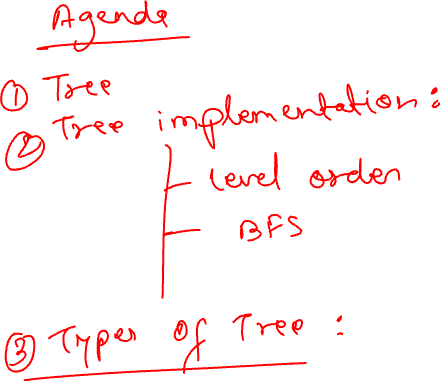 Agenda
① Tree
② Tree implementation:
level order
BFS
③ Types of Tree :